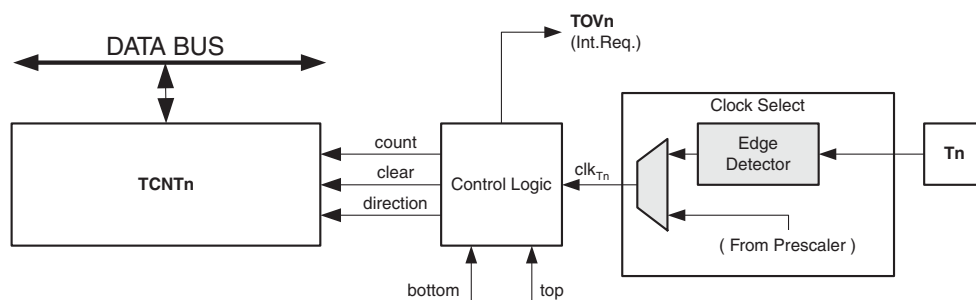 TOVn
(Int.Req.)
DATA BUS
Clock Select
TCNTn
count
clear
direction
Control Logic
clkTn
Edge
Detector
Tn
( From Prescaler )
bottom
top